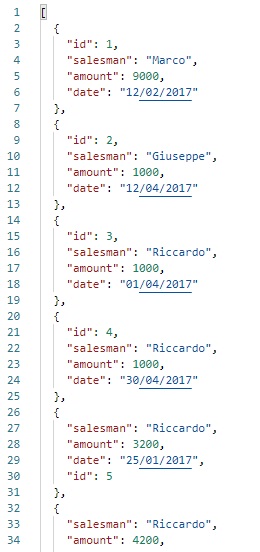 1 [
2 {
3 "id": 1,
4 "salesman": "Marco",
5 "amount": 9000,
6 "date": "12/02/2017"
7 },
8 {
9 "id": 2,
10 "salesman": "Giuseppe",
11 "amount": 1000,
12 "date": "12/04/2017"
13 },
14 {
15 "id": 3,
16 "salesman": "Riccardo",
17 "amount": 1000,
18 "date": "01/04/2017"
19 },
20 {
21 "id": 4,
22 "salesman": "Riccardo",
23 "amount": 1000,
24 "date": "30/04/2017"
25 },
26 {
27 "salesman": "Riccardo",
28 "amount": 3200,
29 "date": "25/01/2017",
30 "id": 5
31 },
32 {
33 "salesman": "Riccardo",
34 "amount": 4200,